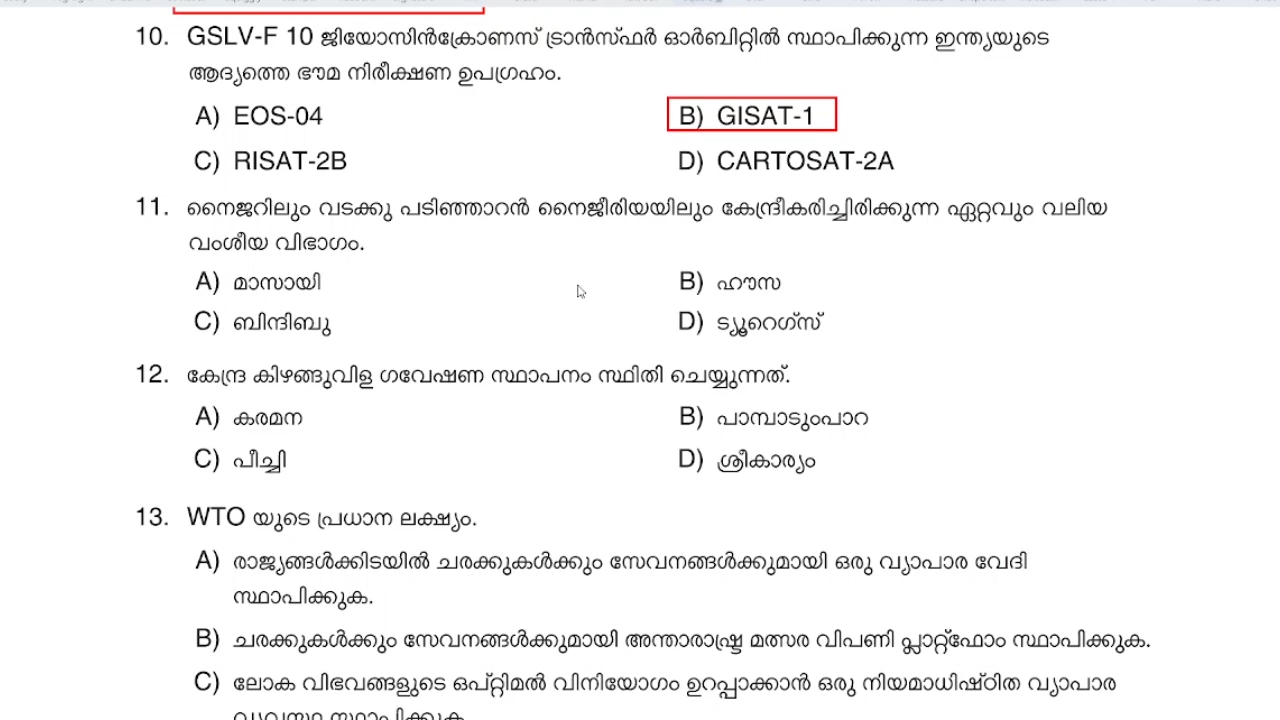 10. GSLV-F 10 ജിയോസിൻക്രോണസ് ട്രാൻസ്ഫർ ഓർബിറ്റിൽ സ്ഥാപിക്കുന്ന ഇന്ത്യയുടെ
ആദ്യത്തെ ഭൗമ നിരീക്ഷണ ഉപഗ്രഹം.
A) EOS-04 B) GISAT-1
C) RISAT-2B D) CARTOSAT-2A
11. നൈജറിലും വടക്കു പടിഞ്ഞാറൻ നൈജീരിയയിലും കേന്ദ്രീകരിച്ചിരിക്കുന്ന ഏറ്റവും വലിയ
വംശീയ വിഭാഗം.
A) മാസായി B) ഹൗസ
C) ബിന്ദിബു D) ട്യൂറെഗ്സ്
12. കേന്ദ്ര കിഴങ്ങുവിള ഗവേഷണ സ്ഥാപനം സ്ഥിതി ചെയ്യുന്നത്.
A) കരമന B) പാമ്പാടുംപാറ
C) പീച്ചി D) ശ്രീകാര്യം
13. WTO യുടെ പ്രധാന ലക്ഷ്യം.
A) രാജ്യങ്ങൾക്കിടയിൽ ചരക്കുകൾക്കും സേവനങ്ങൾക്കുമായി ഒരു വ്യാപാര വേദി
സ്ഥാപിക്കുക.
B) ചരക്കുകൾക്കും സേവനങ്ങൾക്കുമായി അന്താരാഷ്ട്ര മത്സര വിപണി പ്ലാറ്റ്ഫോം സ്ഥാപിക്കുക.
C) ലോക വിഭവങ്ങളുടെ ഒപ്റ്റിമൽ വിനിയോഗം ഉറപ്പാക്കാൻ ഒരു നിയമാധിഷ്ഠിത വ്യാപാര